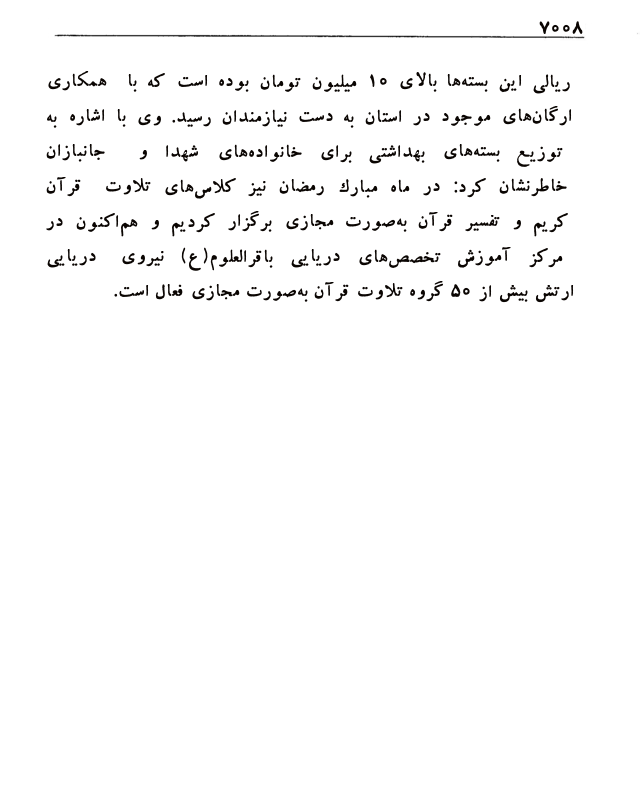 ۷۰۰۸
ریالی این بسته‌ها بالای ۱۰ میلیون تومان بوده است که با همکاری
ارگان‌های موجود در استان به دست نیازمندان رسید. وی با اشاره به
توزیع بسته‌های بهداشتی برای خانواده‌های شهدا و جانبازان
خاطرنشان کرد: در ماه مبارك رمضان نیز کلاس‌های تلاوت قرآن
کریم و تفسیر قرآن به‌صورت مجازی برگزار کردیم و هم‌اکنون در
مرکز آموزش تخصص‌های دریایی باقرالعلوم(ع) نیروی دریایی
ارتش بیش از ۵۰ گروه تلاوت قرآن به‌صورت مجازی فعال است.